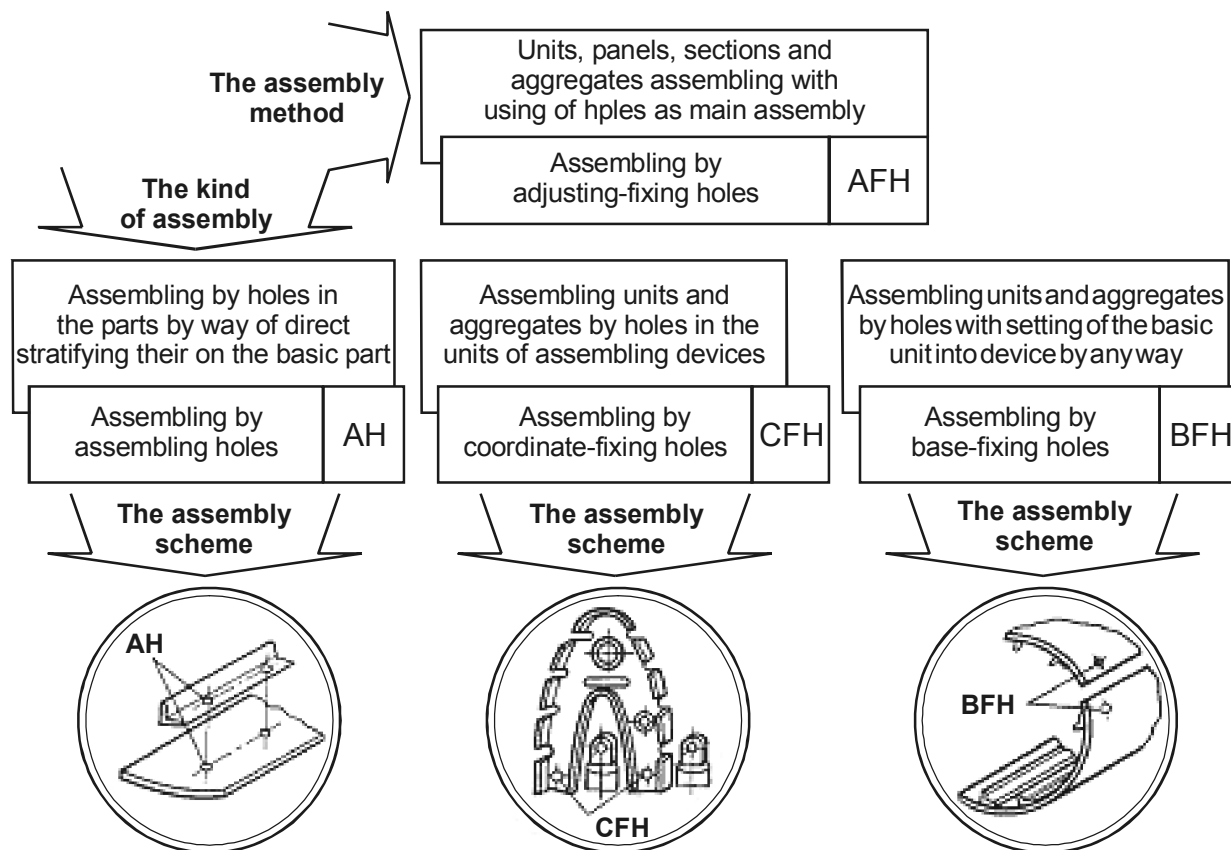 The assembly
method
Units, panels, sections and
aggregates assembling with
using of hples as main assembly
Assembling by
adjusting-fixing holes
AFH
The kind
of assembly
Assembling by holes in
the parts by way of direct
stratifying their on the basic part
Assembling by
assembling holes
AH
Assembling units and
aggregates by holes in the
units of assembling devices
Assembling by
coordinate-fixing holes
CFH
Assembling units and aggregates
by holes with setting of the basic
unit into device by any way
Assembling by
base-fixing holes
BFH
The assembly
scheme
The assembly
scheme
The assembly
scheme
AH
CFH
BFH